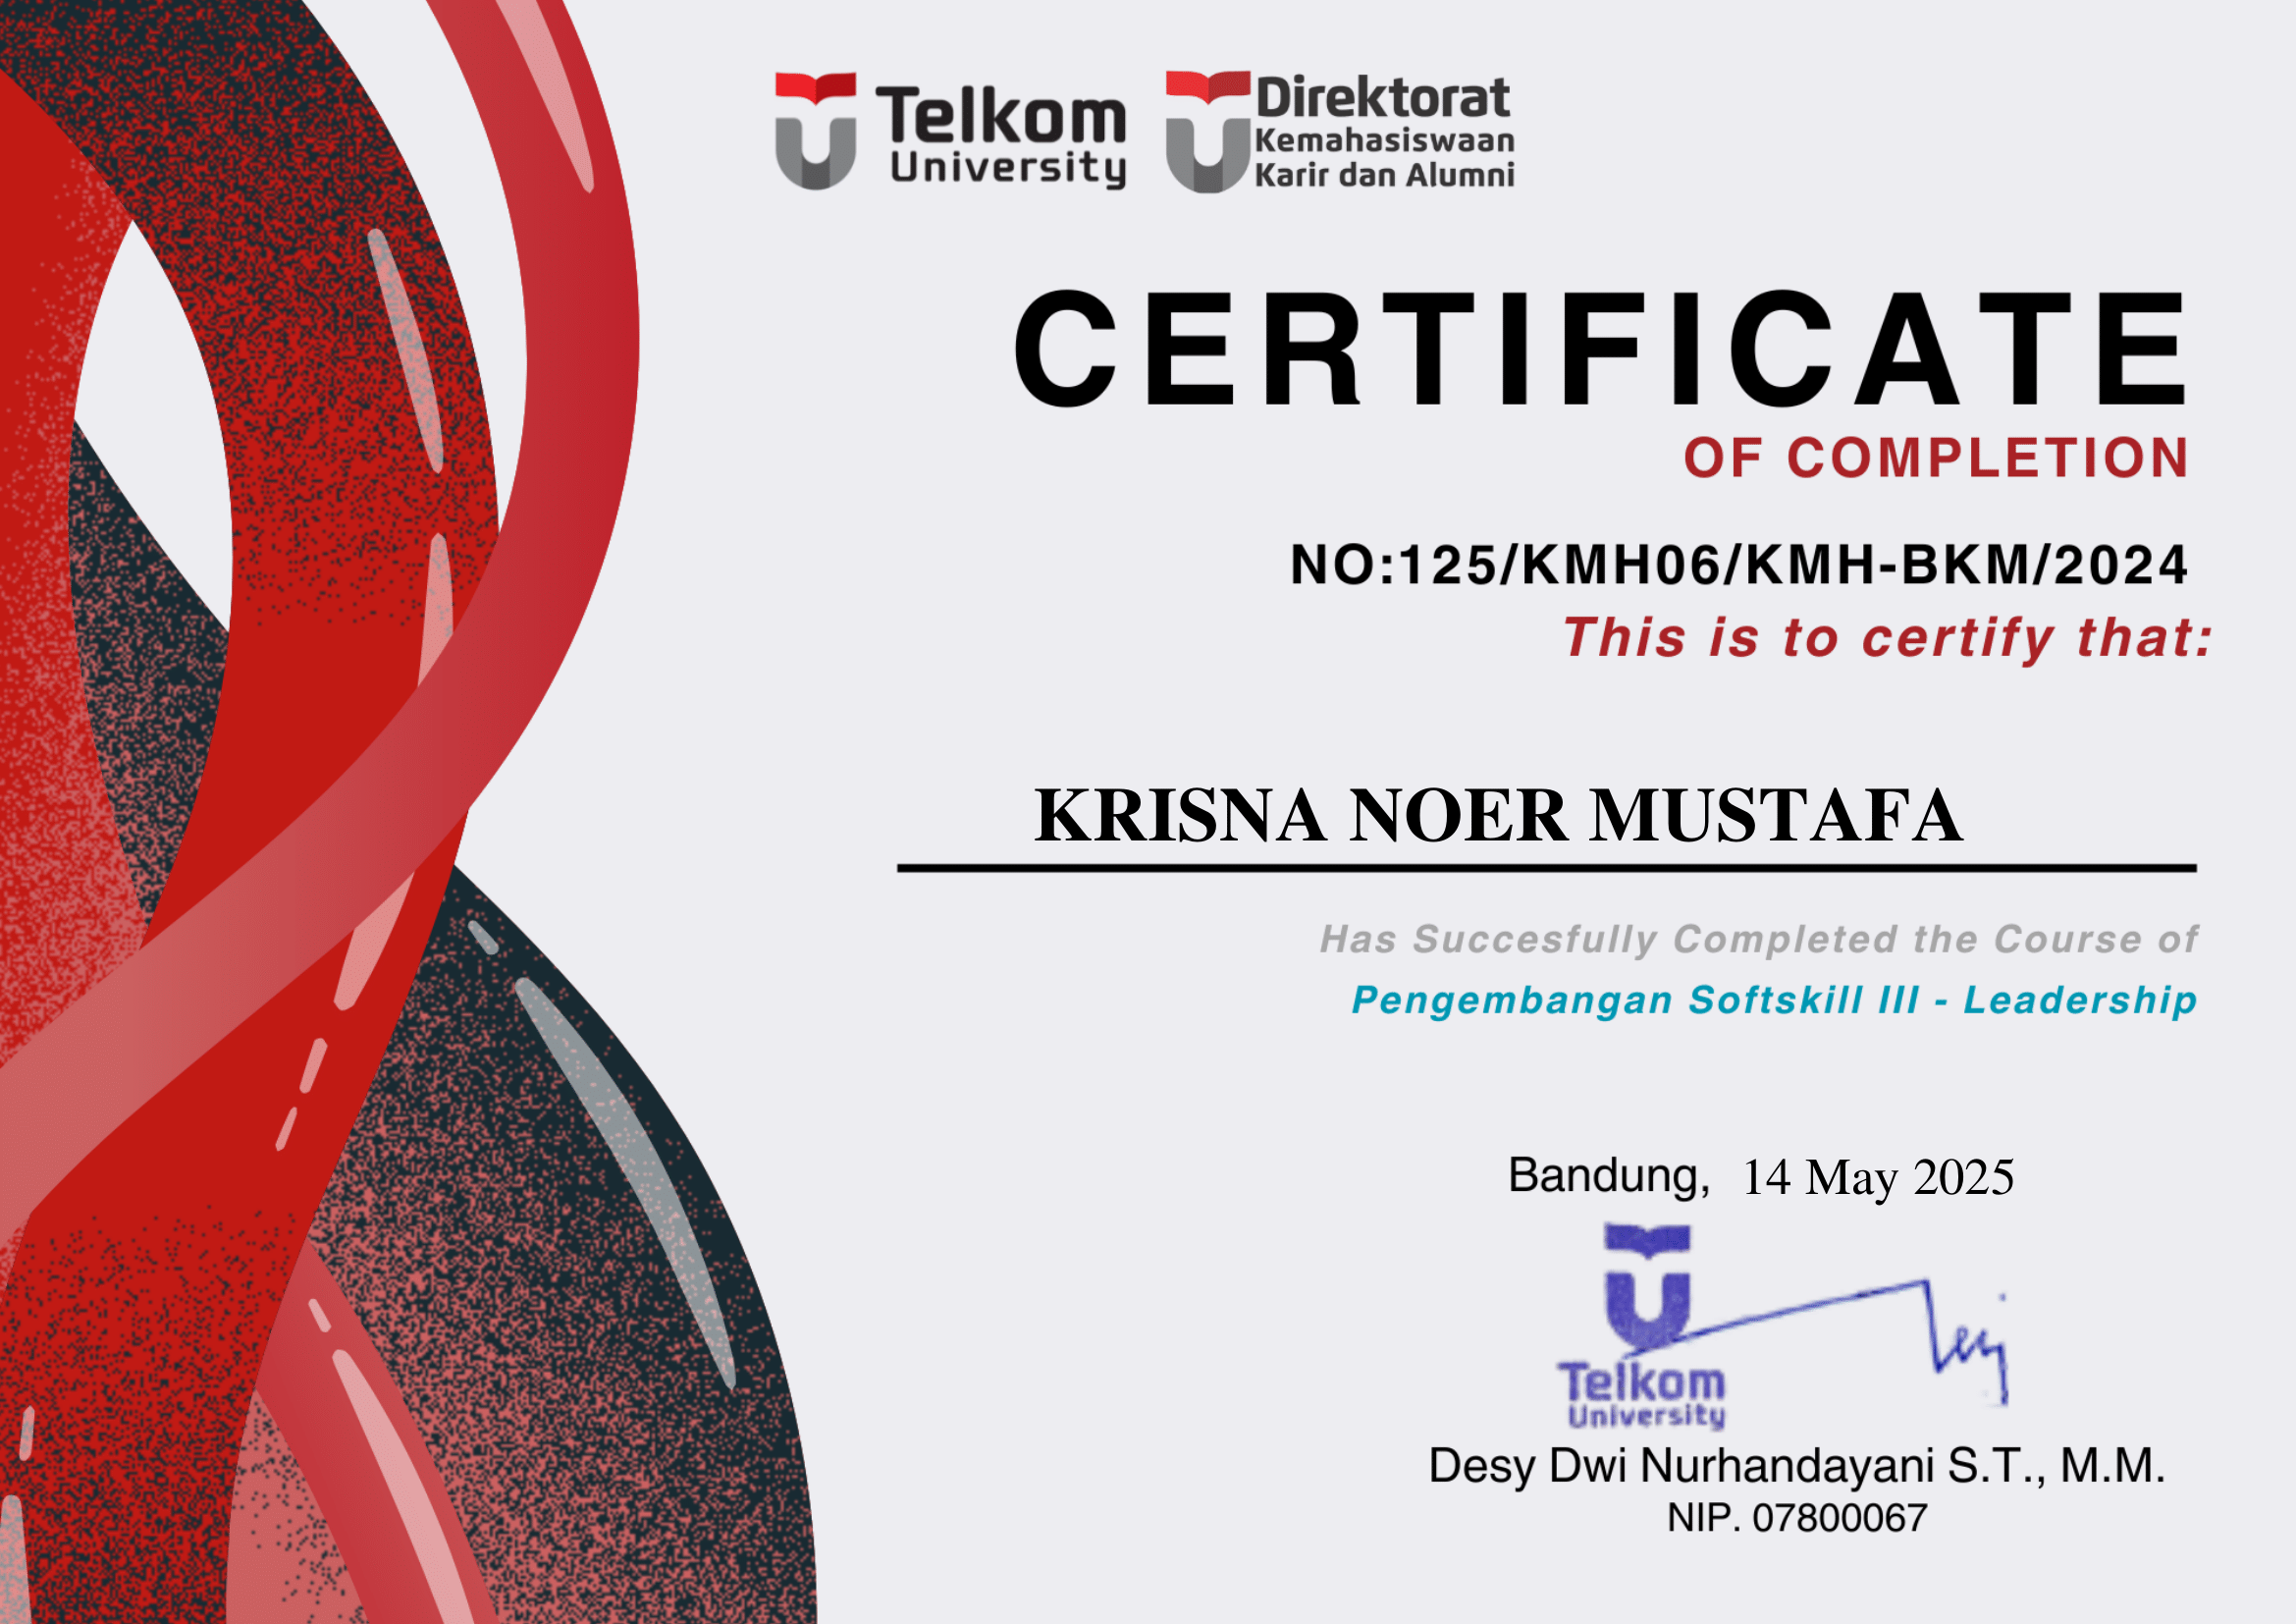 Telkom
University
Direktorat
Kemahasiswaan
Karir dan Alumni
CERTIFICATE
OF COMPLETION
NO:125/KMH06/KMH-BKM/2024
This is to certify that:
KRISNA NOER MUSTAFA
Has Succesfully Completed the Course of
Pengembangan Softskill III - Leadership
Bandung, 14 May 2025
Telkom
University
Desy Dwi Nurhandayani S.T., M.M.
NIP. 07800067